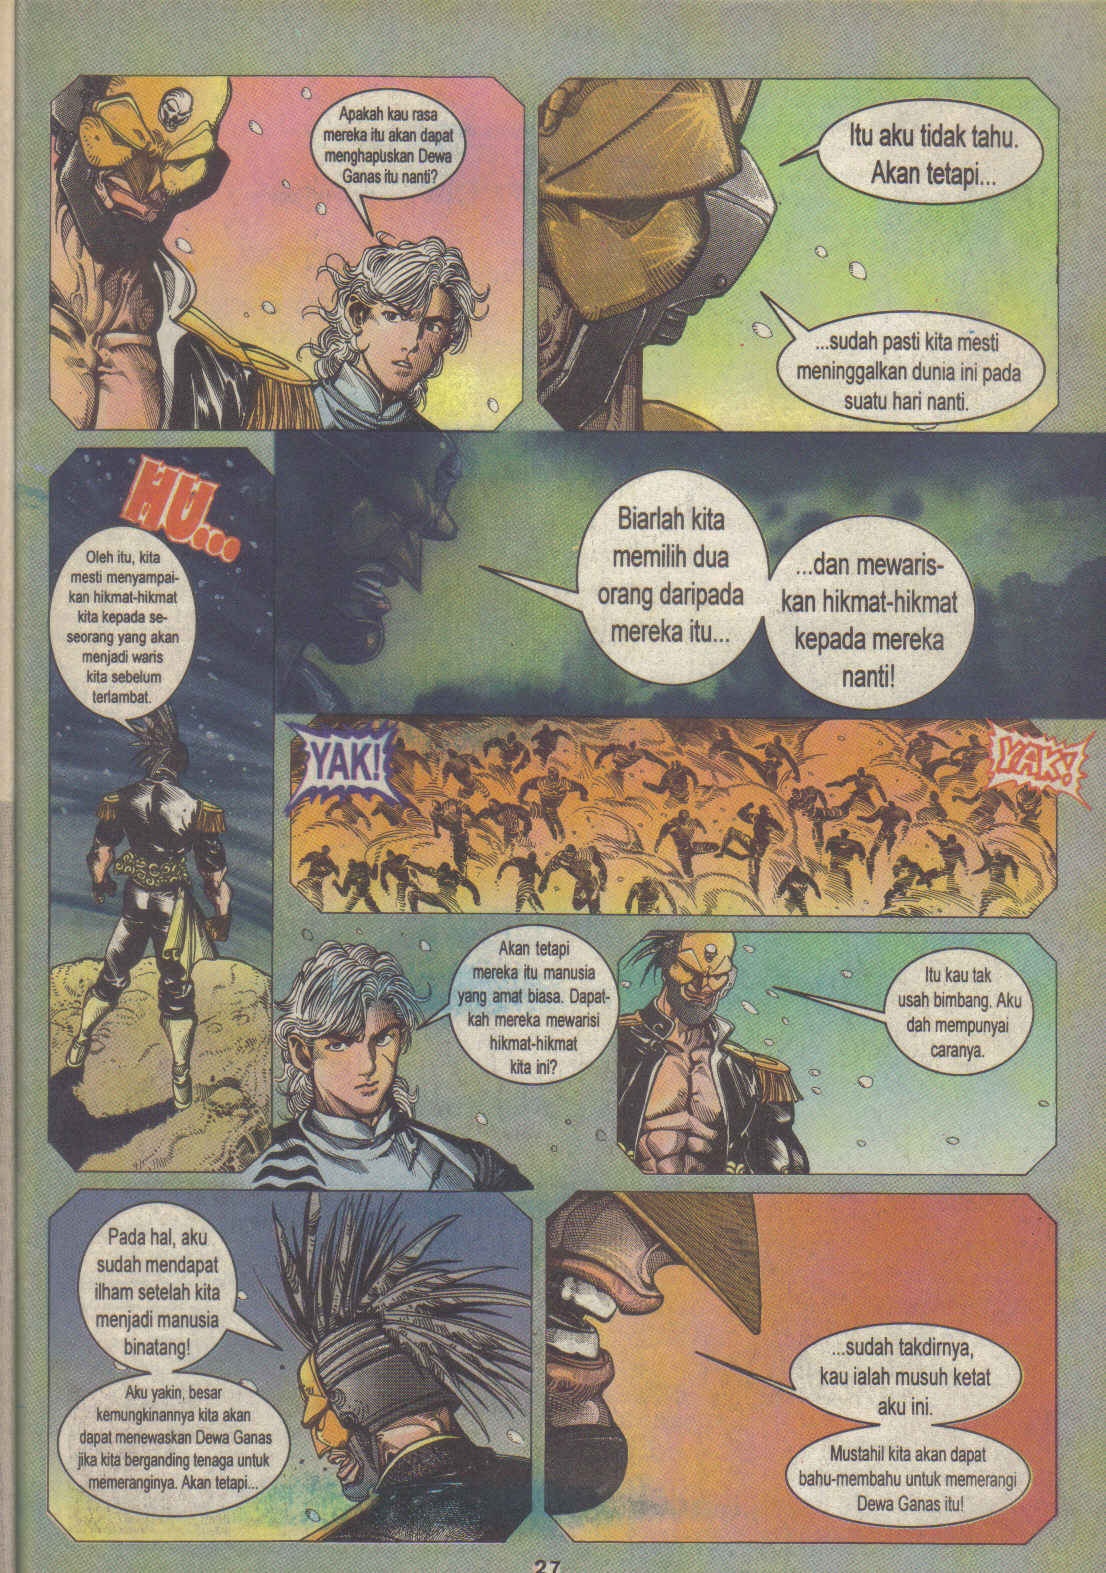 Apakah kau rasa
mereka itu akan dapat
menghapuskan Dewa
Ganas itu nanti?
Itu aku tidak tahu.
Akan tetapi...
...sudah pasti kita mesti
meninggalkan dunia ini pada
suatu hari nanti.
HU...
Oleh itu, kita
mesti menyampai-
kan hikmat-hikmat
kita kepada se-
seorang yang akan
menjadi waris
kita sebelum
terlambat.
Biarlah kita
memilih dua
orang daripada
mereka itu...
...dan mewaris-
kan hikmat-hikmat
kepada mereka
nanti!
YAK!
YAK!
Akan tetapi
mereka itu manusia
yang amat biasa. Dapat-
kah mereka mewarisi
hikmat-hikmat
kita ini?
Itu kau tak
usah bimbang. Aku
dah mempunyai
caranya.
Pada hal, aku
sudah mendapat
ilham setelah kita
menjadi manusia
binatang!
Aku yakin, besar
kemungkinannya kita akan
dapat menewaskan Dewa Ganas
jika kita berganding tenaga untuk
memeranginya. Akan tetapi...
...sudah takdirnya,
kau ialah musuh ketat
aku ini.
Mustahil kita akan dapat
bahu-membahu untuk memerangi
Dewa Ganas itu!
27